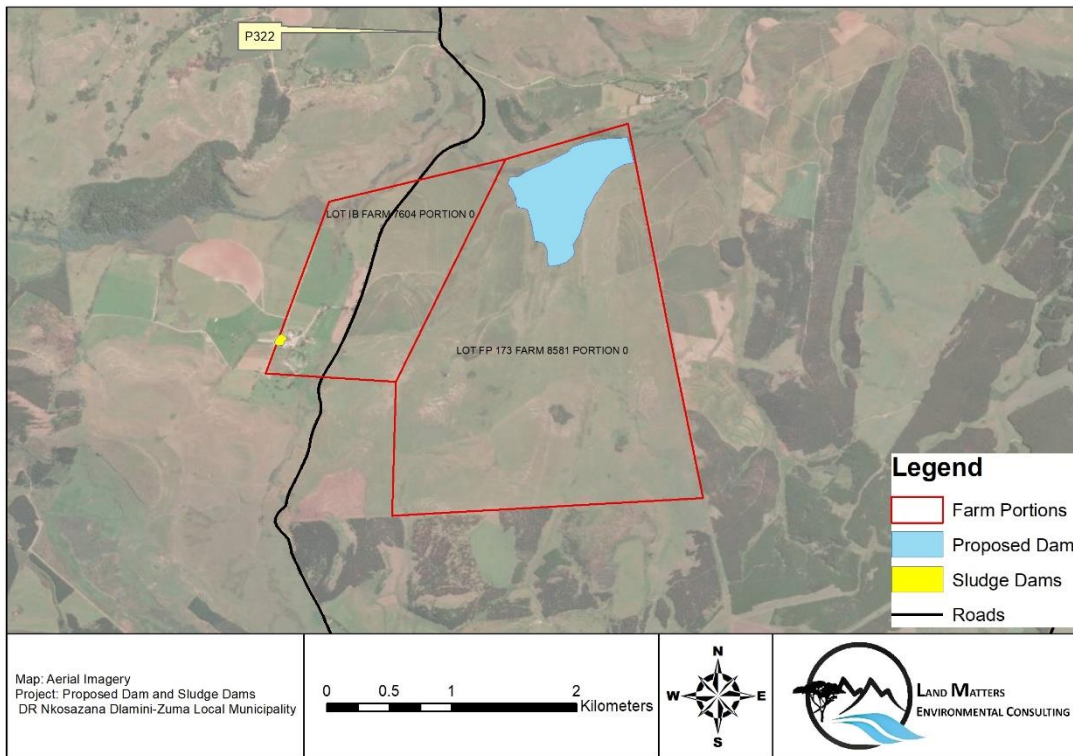 P322
LOT IB FARM 7604 PORTION 0
LOT FP 173 FARM 8581 PORTION 0
Legend
Farm Portions
Proposed Dam
Sludge Dams
Roads
Map: Aerial Imagery
Project: Proposed Dam and Sludge Dams
DR Nkosazana Dlamini-Zuma Local Municipality
0 0.5 1 2
Kilometers
N
W E
S
LAND MATTERS
ENVIRONMENTAL CONSULTING